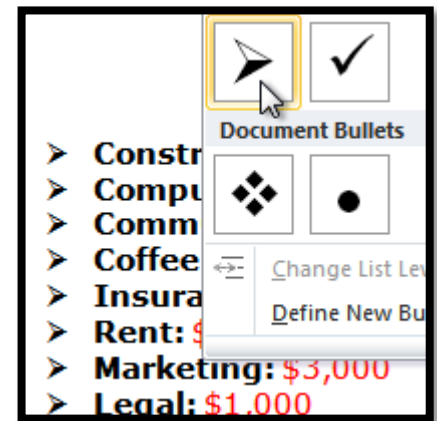 Document Bullets
Constr
Compu
Comm
Coffee
Change List Lev
Insura
Define New Bu
Rent: $
Marketing: $3,000
Legal: $1,000